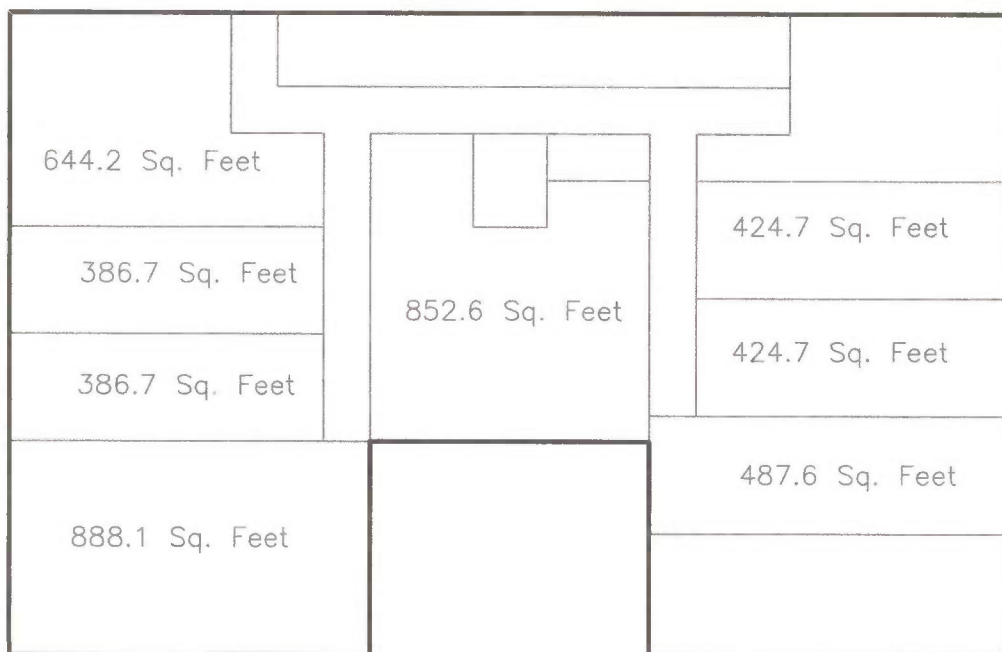 644.2 Sq. Feet
424.7 Sq. Feet
386.7 Sq. Feet
852.6 Sq. Feet
424.7 Sq. Feet
386.7 Sq. Feet
487.6 Sq. Feet
888.1 Sq. Feet